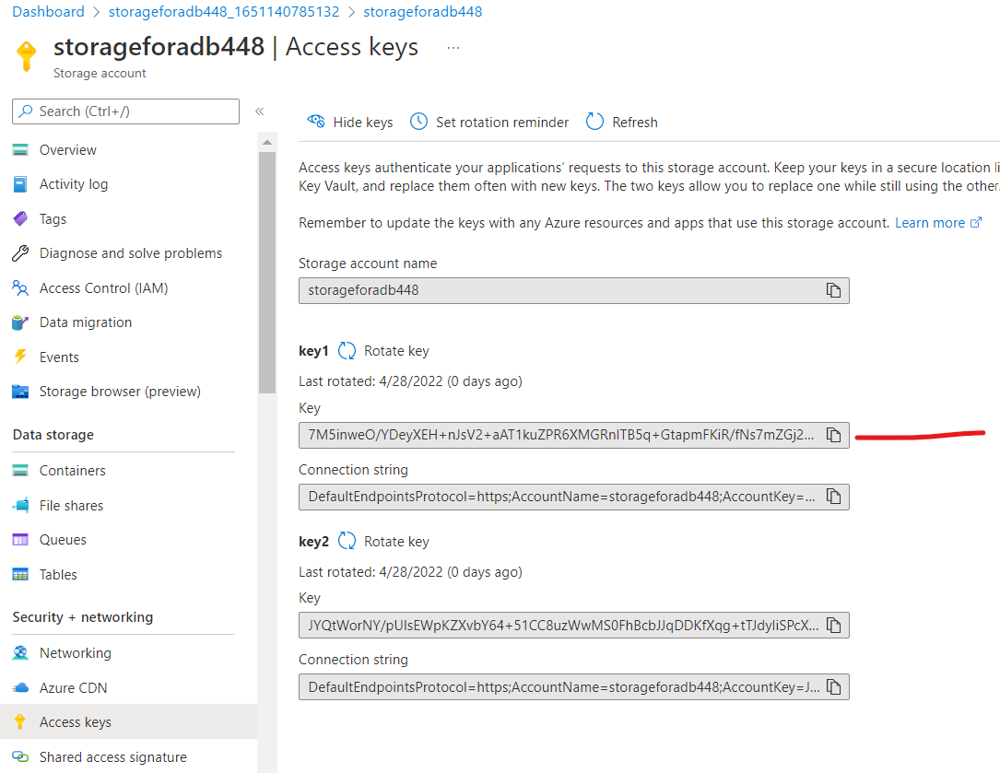 Dashboard > storageforadb448_1651140785132 > storageforadb448
storageforadb448 | Access keys ...
Storage account
Search (Ctrl+/) «
Overview
Activity log
Tags
Diagnose and solve problems
Access Control (IAM)
Data migration
Events
Storage browser (preview)
Data storage
Containers
File shares
Queues
Tables
Security + networking
Networking
Azure CDN
Access keys
Shared access signature
Hide keys Set rotation reminder Refresh
Access keys authenticate your applications' requests to this storage account. Keep your keys in a secure location li
Key Vault, and replace them often with new keys. The two keys allow you to replace one while still using the other.
Remember to update the keys with any Azure resources and apps that use this storage account. Learn more
Storage account name
storageforadb448
key1 Rotate key
Last rotated: 4/28/2022 (0 days ago)
Key
7M5inweO/YDeyXEH+nJsV2+aAT1kuZPR6XMGRnITB5q+GtapmFKiR/fNs7mZGj2...
Connection string
DefaultEndpointsProtocol=https;AccountName=storageforadb448;AccountKey=...
key2 Rotate key
Last rotated: 4/28/2022 (0 days ago)
Key
JYQtWorNY/pUIsEWpKZXvbY64+51CC8uzWwMS0FhBcbJJqDDKfXqg+tTJdyIiSPcX...
Connection string
DefaultEndpointsProtocol=https;AccountName=storageforadb448;AccountKey=J...